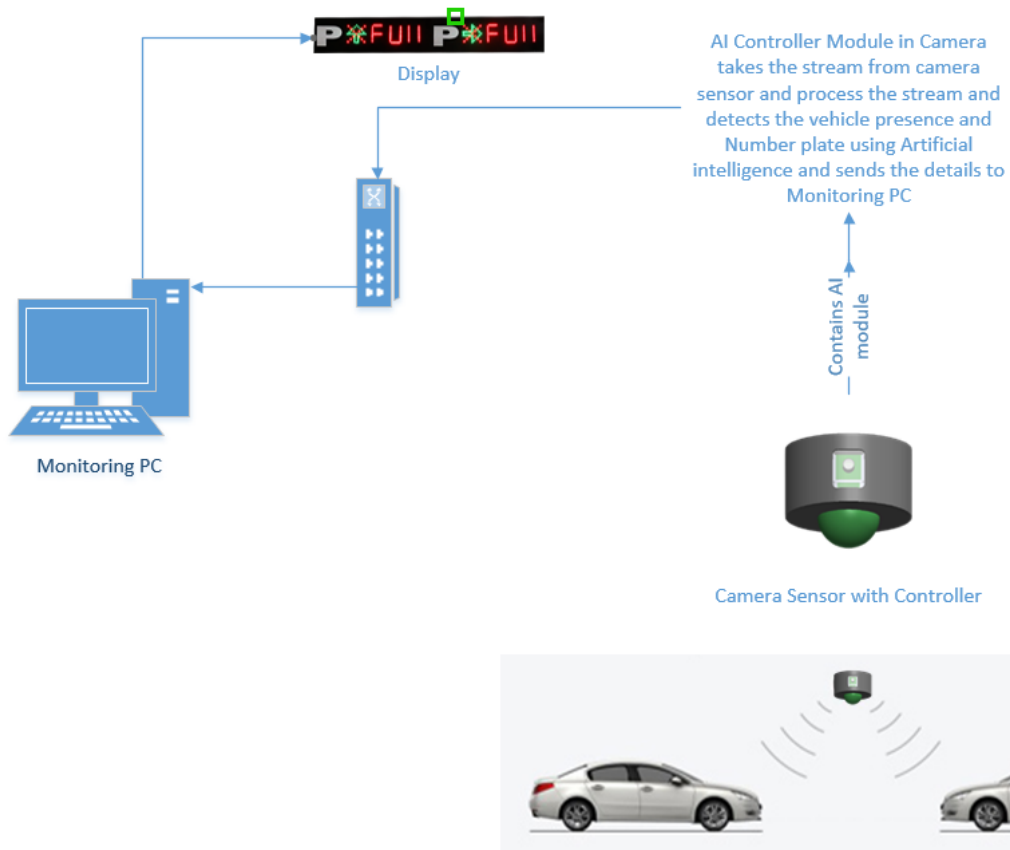 P FUll P FUll
Display
AI Controller Module in Camera
takes the stream from camera
sensor and process the stream and
detects the vehicle presence and
Number plate using Artificial
intelligence and sends the details to
Monitoring PC
Contains AI
module
Monitoring PC
Camera Sensor with Controller